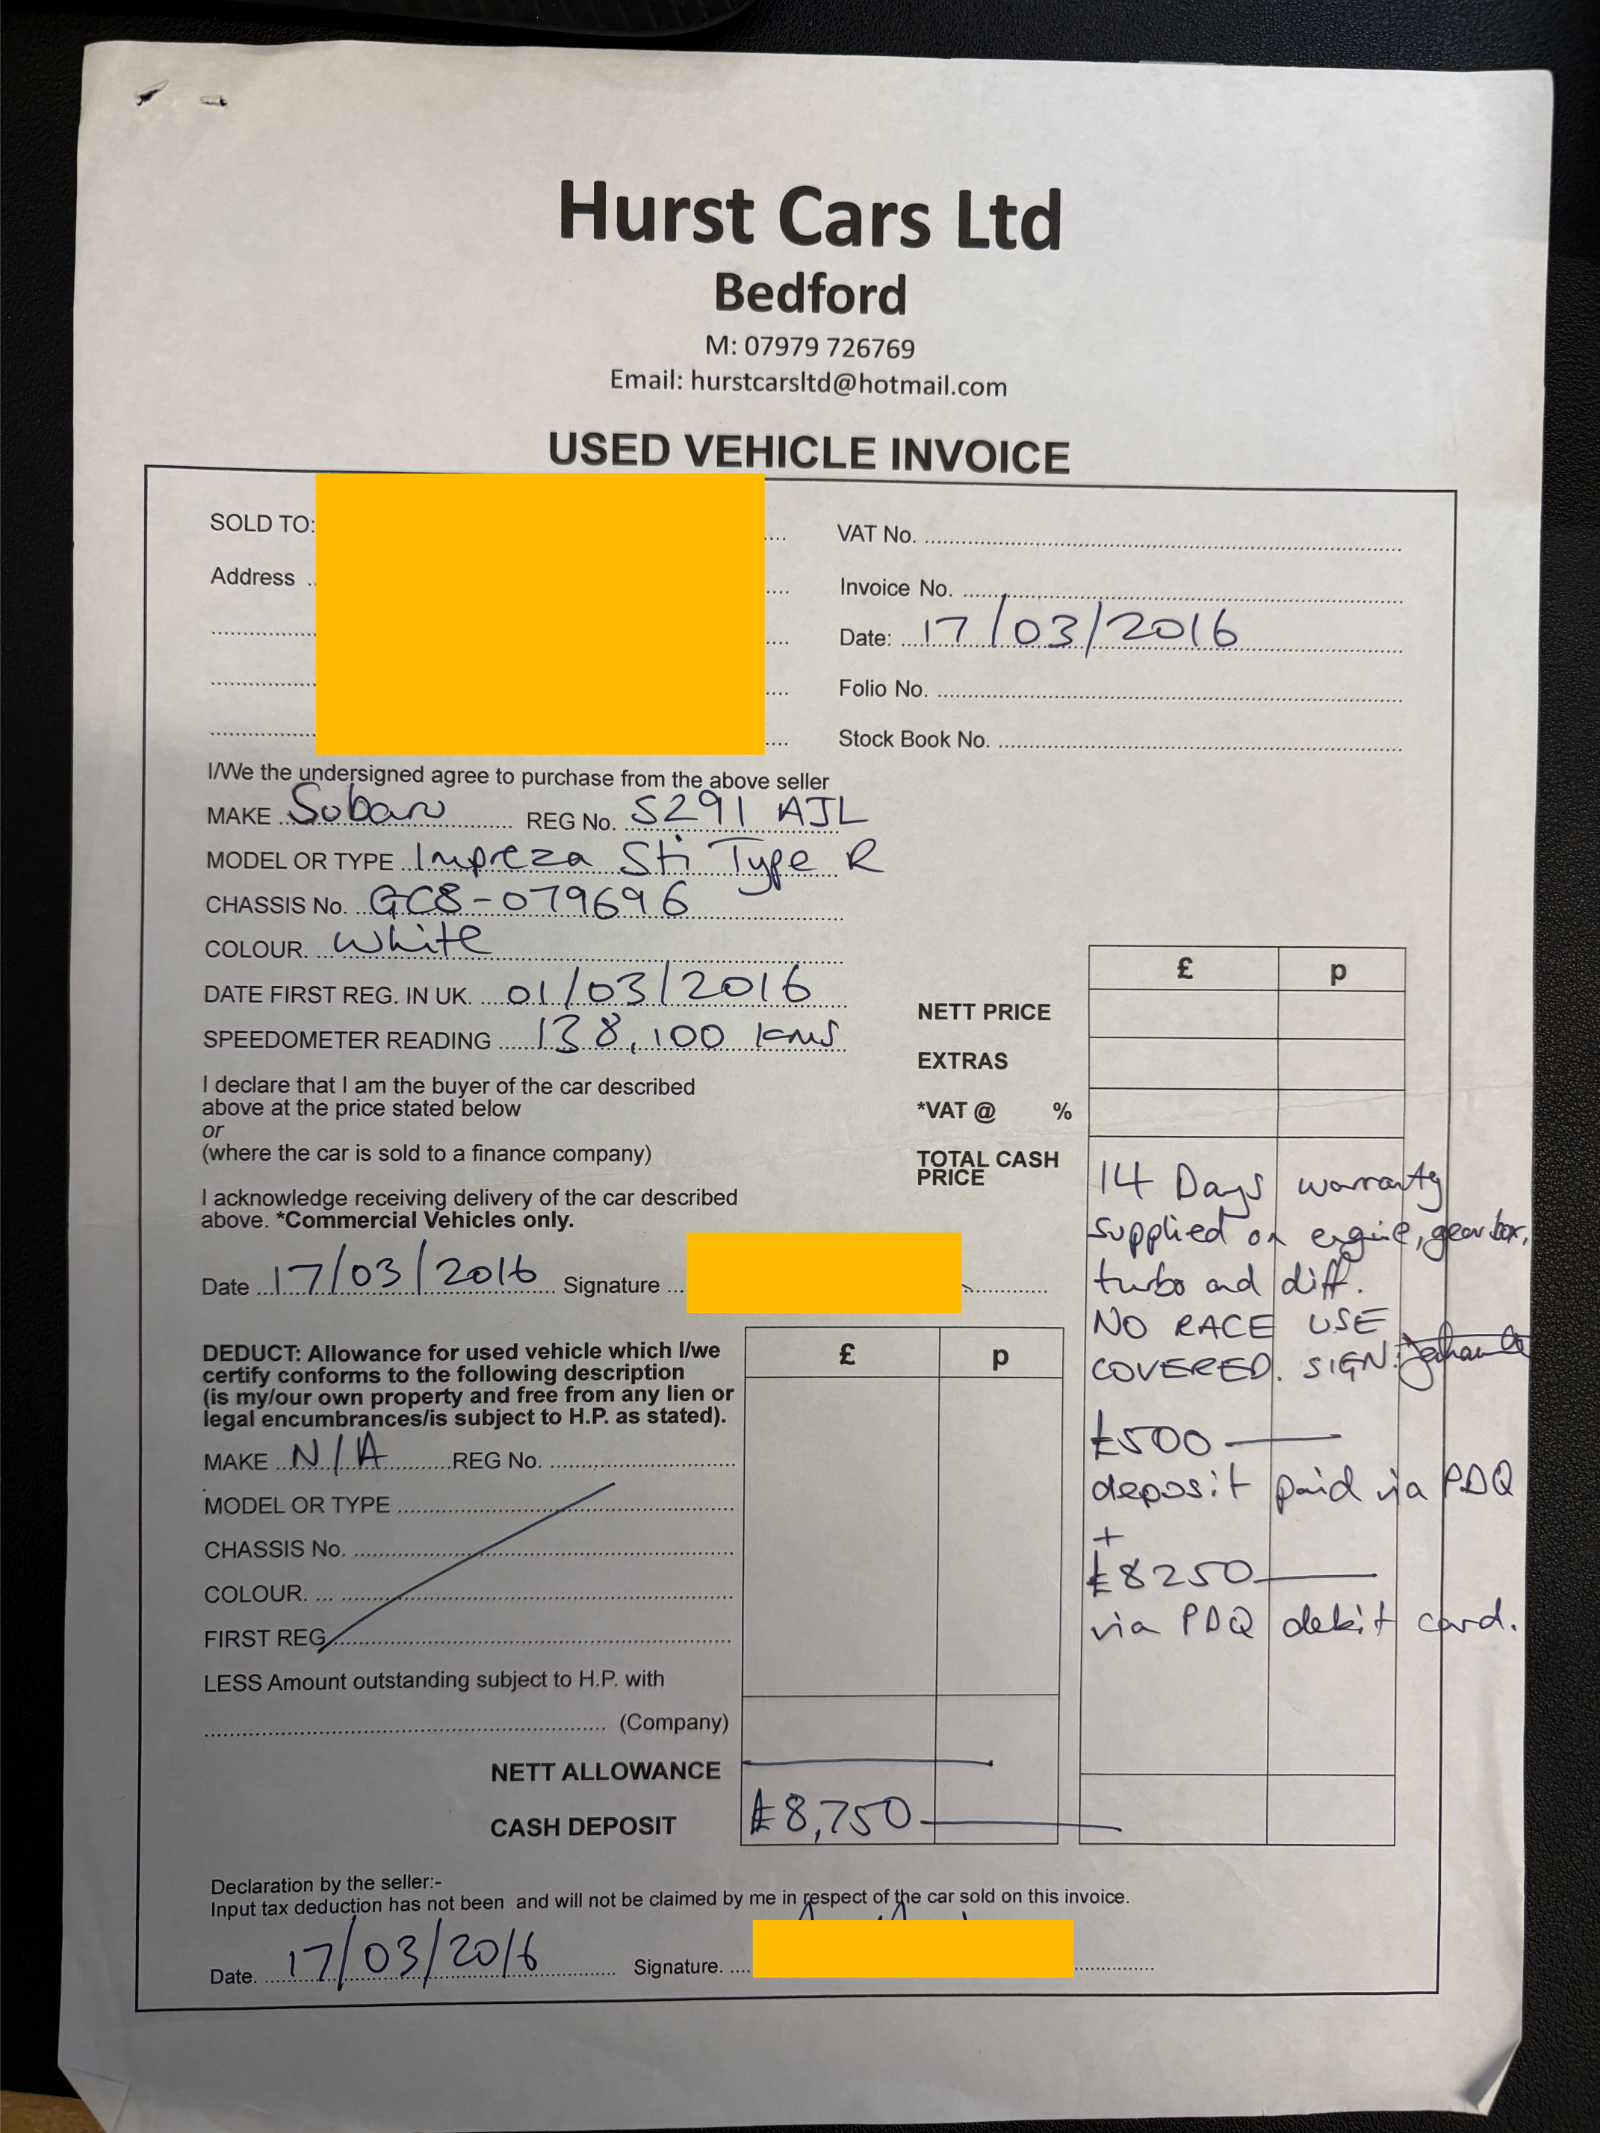 Hurst Cars Ltd
Bedford
M: 07979 726769
Email: hurstcarsltd@hotmail.com
USED VEHICLE INVOICE
SOLD TO:
Address
VAT No.
Invoice No.
Date: 17/03/2016
Folio No.
Stock Book No.
I/We the undersigned agree to purchase from the above seller
MAKE Subaru REG No. S291 AJL
MODEL OR TYPE Impreza Sti Type R
CHASSIS No. GC8-079696
COLOUR. White
DATE FIRST REG. IN UK. 01/03/2016
SPEEDOMETER READING 138,100 kms
I declare that I am the buyer of the car described
above at the price stated below
or
(where the car is sold to a finance company)
I acknowledge receiving delivery of the car described
above. *Commercial Vehicles only.
Date 17/03/2016 Signature
£ p
NETT PRICE
EXTRAS
*VAT @ %
TOTAL CASH
PRICE
14 Days warranty
supplied on engine, gearbox,
turbo and diff.
NO RACE USE
COVERED. SIGN:
£500
deposit paid via PDQ
+
£8250
via PDQ debit card.
DEDUCT: Allowance for used vehicle which I/we
certify conforms to the following description
(is my/our own property and free from any lien or
legal encumbrances/is subject to H.P. as stated).
£ p
MAKE N/A REG No.
MODEL OR TYPE
CHASSIS No.
COLOUR.
FIRST REG
LESS Amount outstanding subject to H.P. with
(Company)
NETT ALLOWANCE
CASH DEPOSIT £8,750
Declaration by the seller:-
Input tax deduction has not been and will not be claimed by me in respect of the car sold on this invoice.
Date. 17/03/2016 Signature.